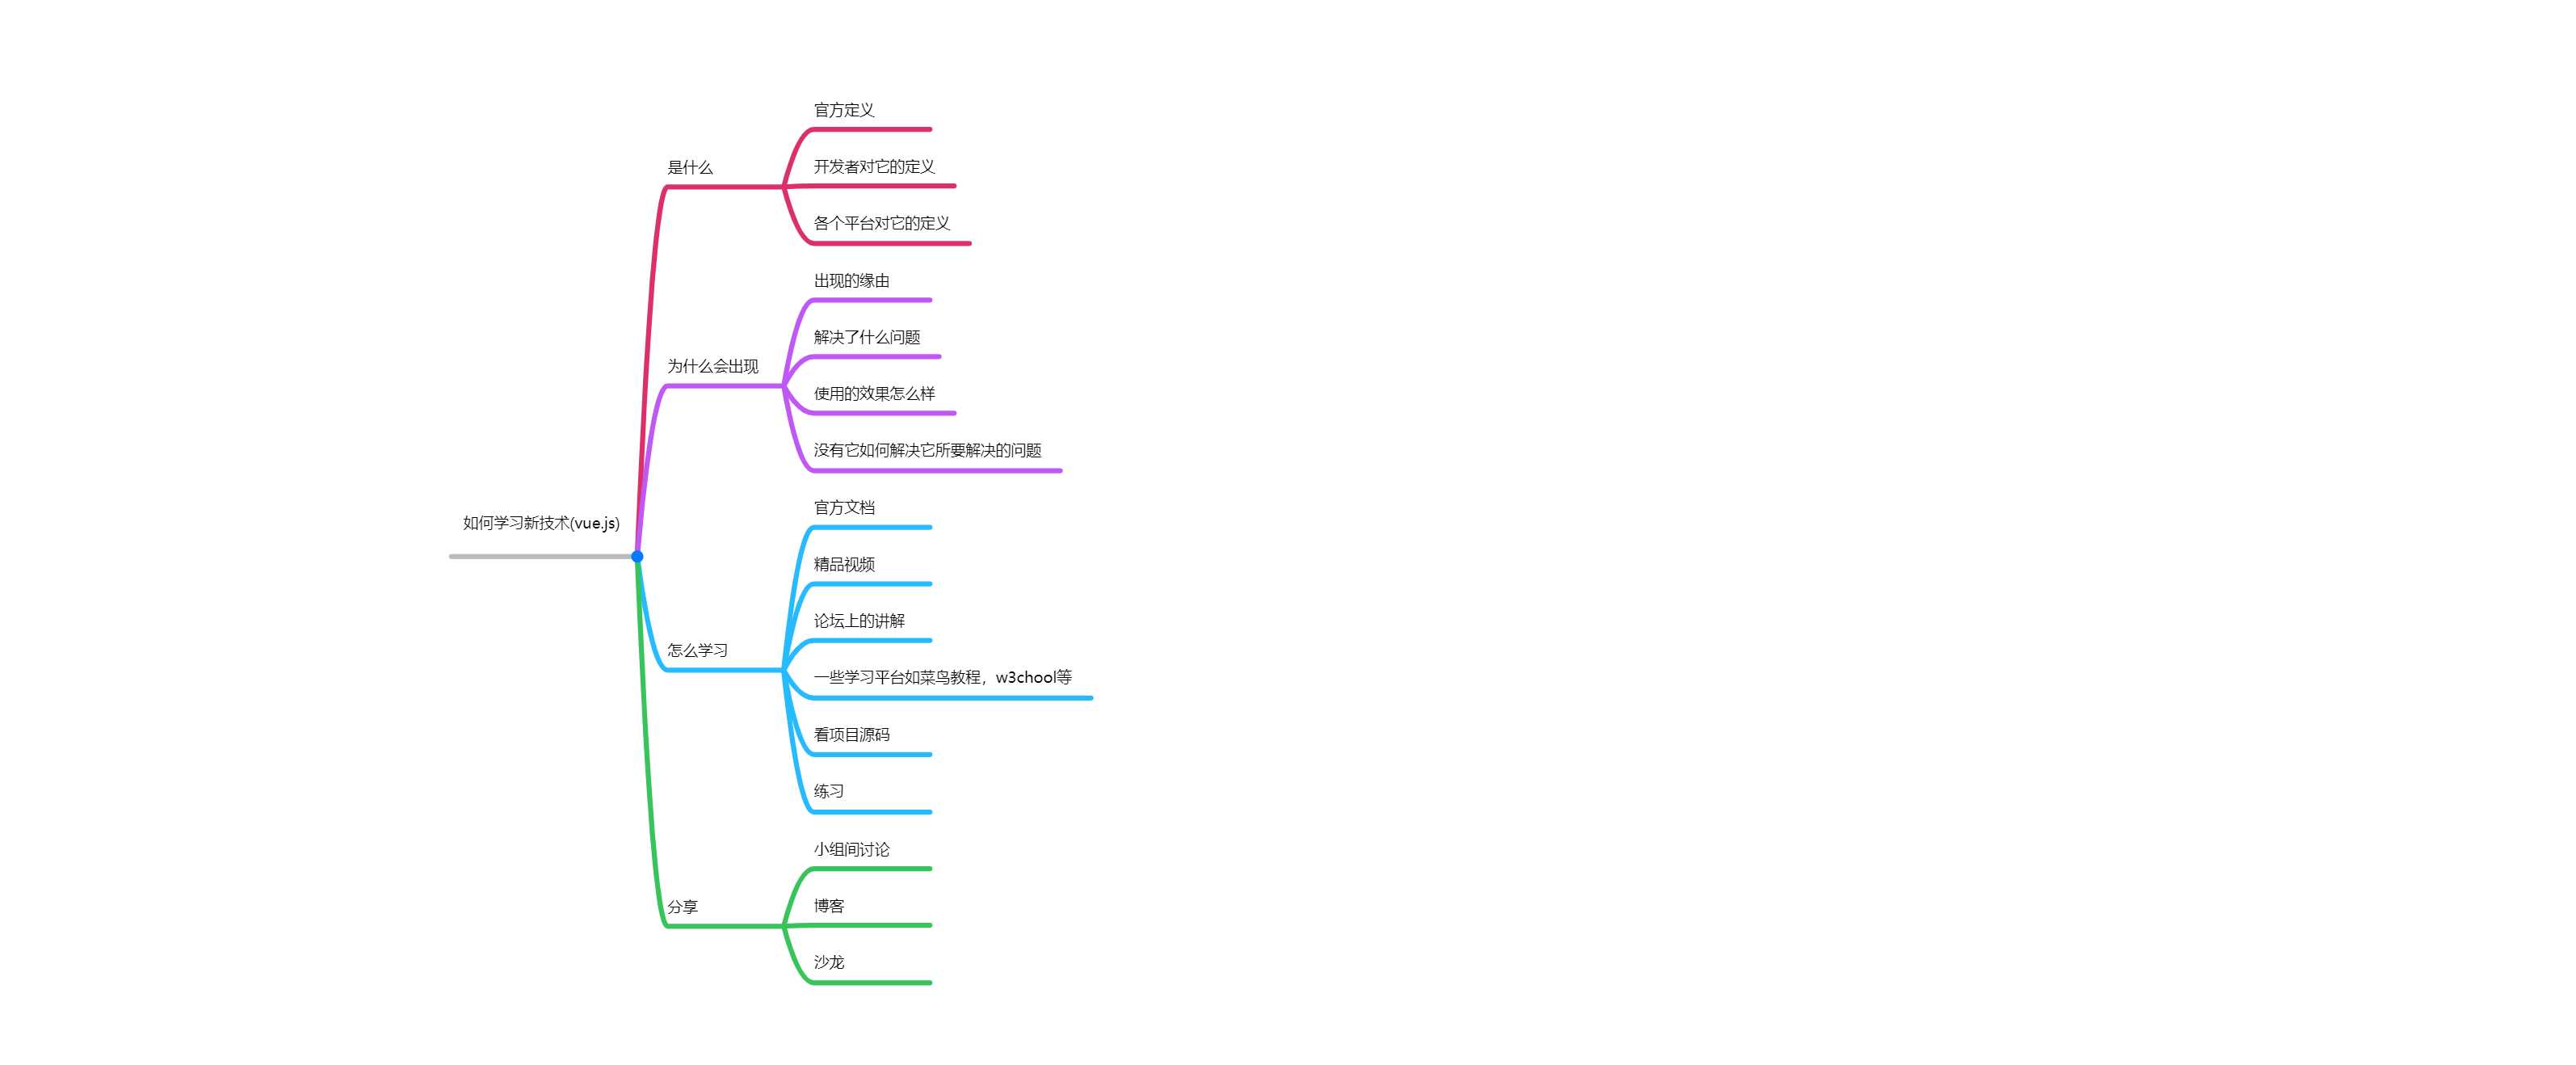 如何学习新技术(vue.js)
是什么
官方定义
开发者对它的定义
各个平台对它的定义
为什么会出现
出现的缘由
解决了什么问题
使用的效果怎么样
没有它如何解决它所要解决的问题
怎么学习
官方文档
精品视频
论坛上的讲解
一些学习平台如菜鸟教程，w3chool等
看项目源码
练习
分享
小组间讨论
博客
沙龙